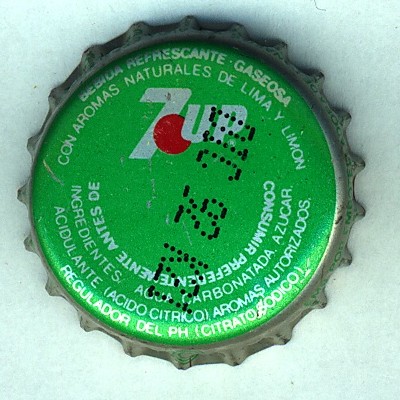 BEBIDA REFRESCANTE · GASEOSA
CON AROMAS NATURALES DE LIMA Y LIMON
7UP
CONSUMIR PREFERENTEMENTE ANTES DE
INGREDIENTES: AGUA CARBONATADA, AZUCAR,
ACIDULANTE (ACIDO CITRICO), AROMAS AUTORIZADOS,
REGULADOR DEL PH (CITRATO SODICO)